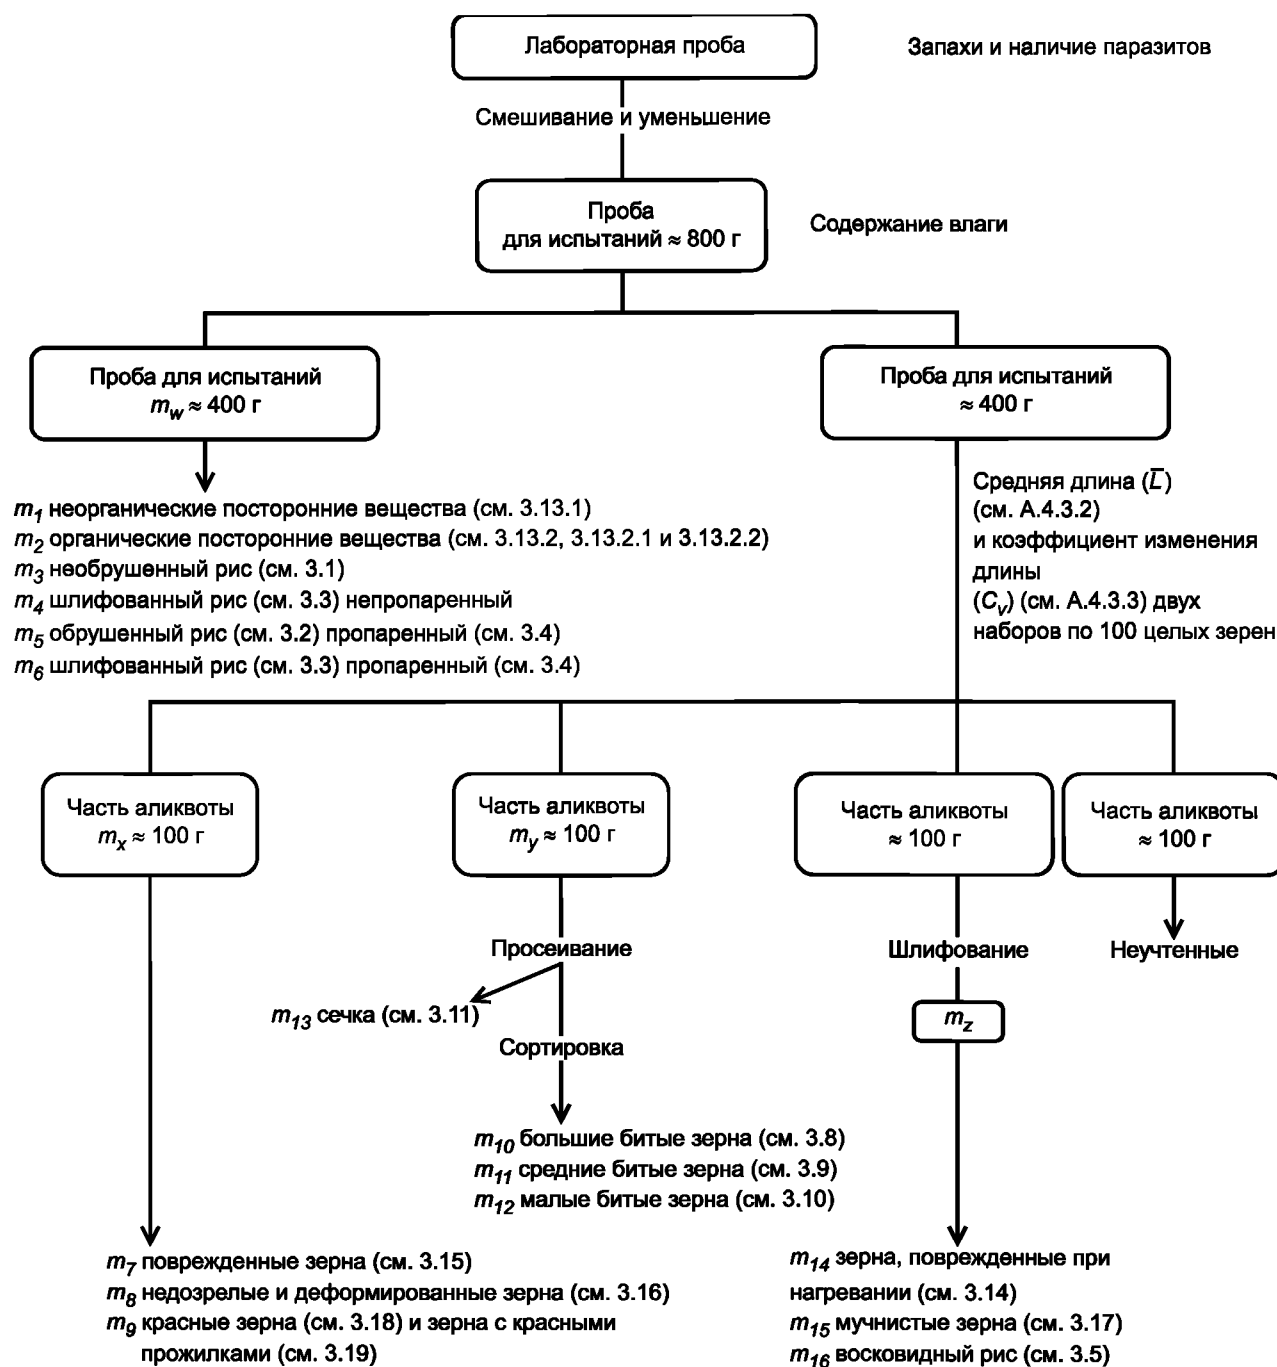 Лабораторная проба
Запахи и наличие паразитов
Смешивание и уменьшение
Проба
для испытаний ≈ 800 г
Содержание влаги
Проба для испытаний
m_w ≈ 400 г
Проба для испытаний
≈ 400 г
m_1 неорганические посторонние вещества (см. 3.13.1)
m_2 органические посторонние вещества (см. 3.13.2, 3.13.2.1 и 3.13.2.2)
m_3 необрушенный рис (см. 3.1)
m_4 шлифованный рис (см. 3.3) непропаренный
m_5 обрушенный рис (см. 3.2) пропаренный (см. 3.4)
m_6 шлифованный рис (см. 3.3) пропаренный (см. 3.4)
Средняя длина (L̅)
(см. А.4.3.2)
и коэффициент изменения
длины
(C_v) (см. А.4.3.3) двух
наборов по 100 целых зерен
Часть аликвоты
m_x ≈ 100 г
Часть аликвоты
m_y ≈ 100 г
Часть аликвоты
≈ 100 г
Часть аликвоты
≈ 100 г
Просеивание
Шлифование
Неучтенные
m_13 сечка (см. 3.11)
m_z
Сортировка
m_10 большие битые зерна (см. 3.8)
m_11 средние битые зерна (см. 3.9)
m_12 малые битые зерна (см. 3.10)
m_7 поврежденные зерна (см. 3.15)
m_8 недозрелые и деформированные зерна (см. 3.16)
m_9 красные зерна (см. 3.18) и зерна с красными
прожилками (см. 3.19)
m_14 зерна, поврежденные при
нагревании (см. 3.14)
m_15 мучнистые зерна (см. 3.17)
m_16 восковидный рис (см. 3.5)